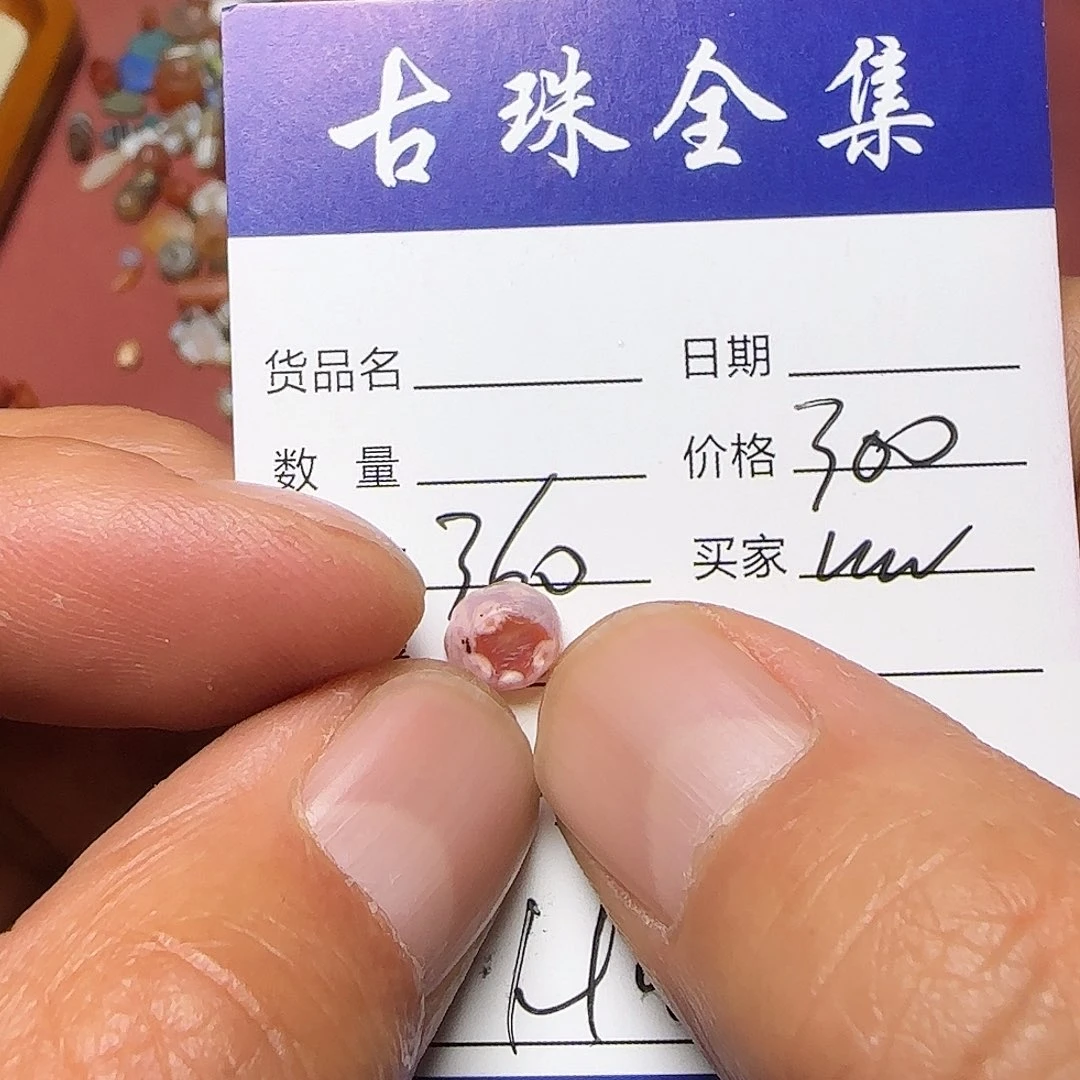 古珠全集
货品名 日期
数 量 价格 300
360 买家